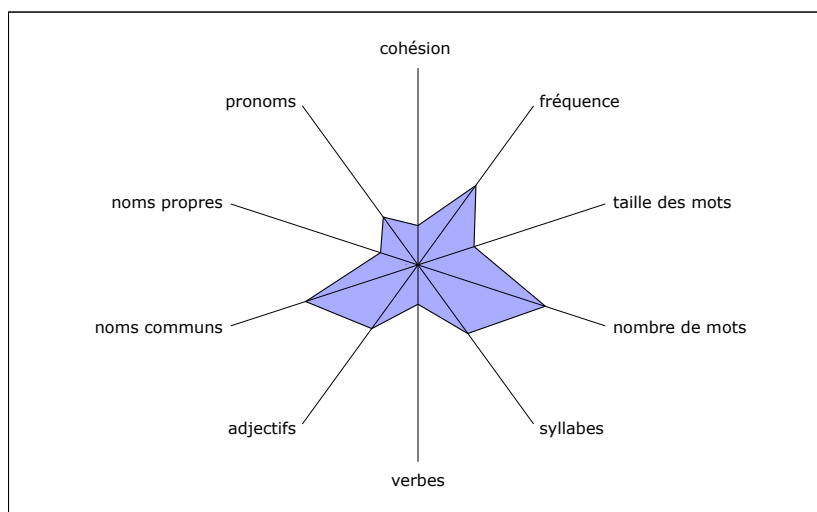 cohésion
pronoms
fréquence
noms propres
taille des mots
noms communs
nombre de mots
adjectifs
syllabes
verbes